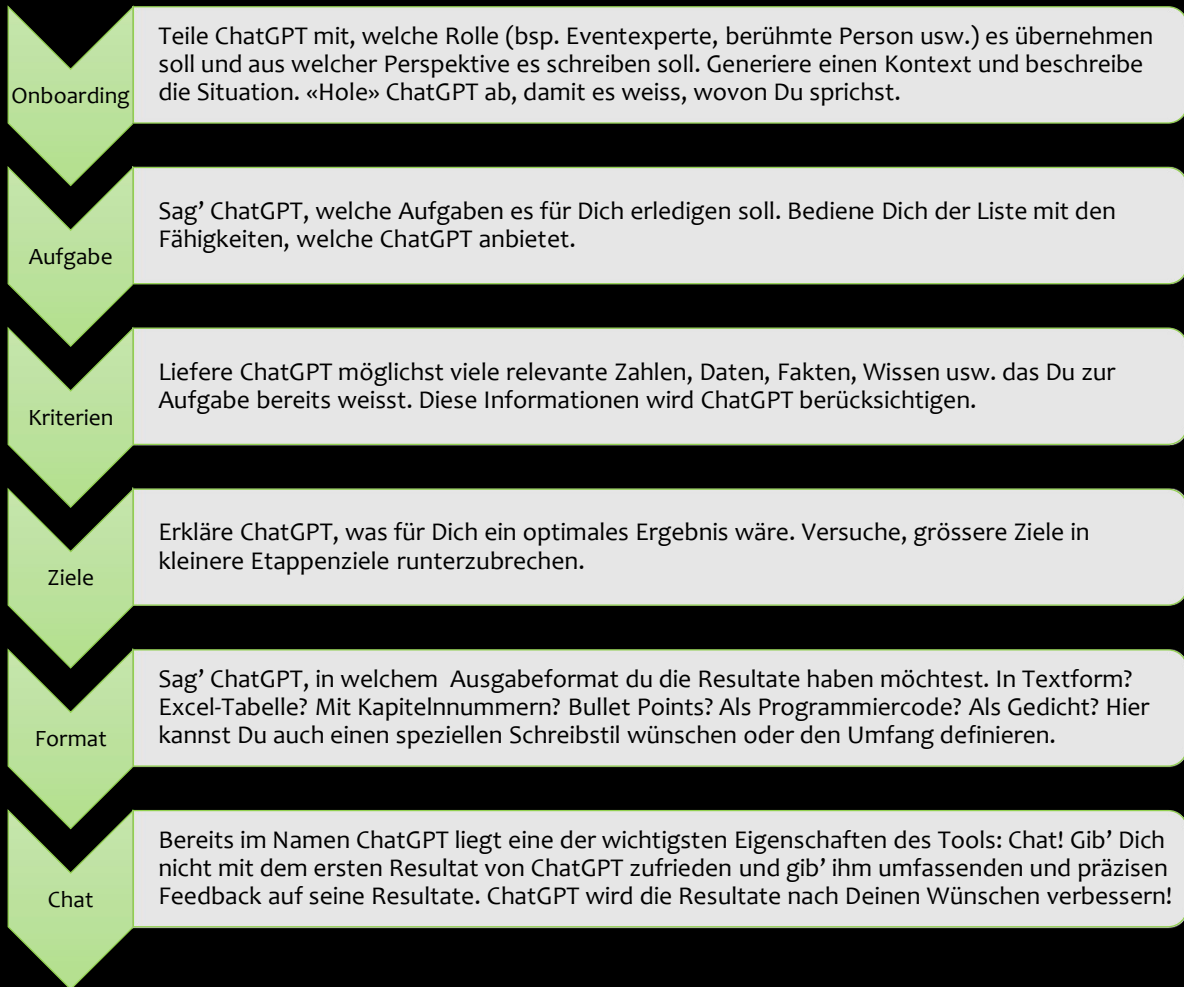 Onboarding
Teile ChatGPT mit, welche Rolle (bsp. Eventexperte, berühmte Person usw.) es übernehmen
soll und aus welcher Perspektive es schreiben soll. Generiere einen Kontext und beschreibe
die Situation. «Hole» ChatGPT ab, damit es weiss, wovon Du sprichst.
Aufgabe
Sag’ ChatGPT, welche Aufgaben es für Dich erledigen soll. Bediene Dich der Liste mit den
Fähigkeiten, welche ChatGPT anbietet.
Kriterien
Liefere ChatGPT möglichst viele relevante Zahlen, Daten, Fakten, Wissen usw. das Du zur
Aufgabe bereits weisst. Diese Informationen wird ChatGPT berücksichtigen.
Ziele
Erkläre ChatGPT, was für Dich ein optimales Ergebnis wäre. Versuche, grössere Ziele in
kleinere Etappenziele runterzubrechen.
Format
Sag’ ChatGPT, in welchem Ausgabeformat du die Resultate haben möchtest. In Textform?
Excel-Tabelle? Mit Kapitelnnummern? Bullet Points? Als Programmiercode? Als Gedicht? Hier
kannst Du auch einen speziellen Schreibstil wünschen oder den Umfang definieren.
Chat
Bereits im Namen ChatGPT liegt eine der wichtigsten Eigenschaften des Tools: Chat! Gib’ Dich
nicht mit dem ersten Resultat von ChatGPT zufrieden und gib’ ihm umfassenden und präzisen
Feedback auf seine Resultate. ChatGPT wird die Resultate nach Deinen Wünschen verbessern!